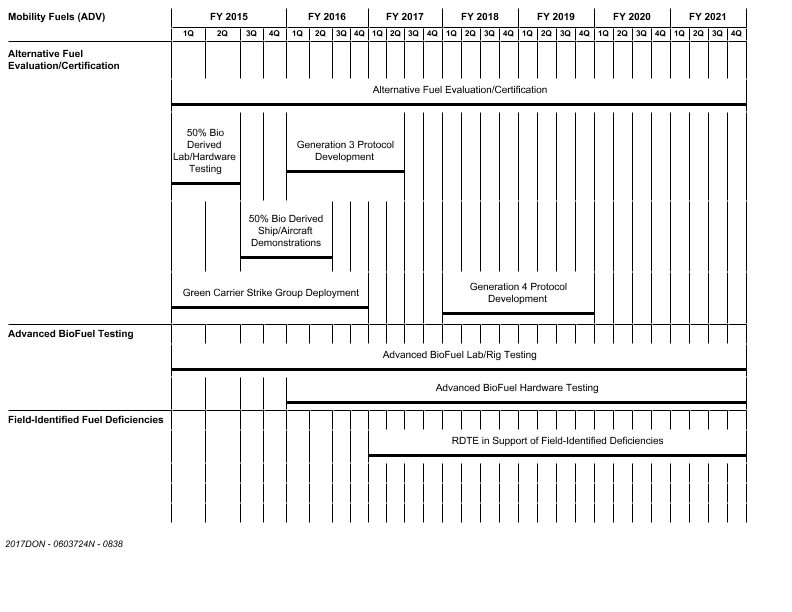 Mobility Fuels (ADV) FY 2015 FY 2016 FY 2017 FY 2018 FY 2019 FY 2020 FY 2021
1Q 2Q 3Q 4Q 1Q 2Q 3Q 4Q 1Q 2Q 3Q 4Q 1Q 2Q 3Q 4Q 1Q 2Q 3Q 4Q 1Q 2Q 3Q 4Q 1Q 2Q 3Q 4Q
Alternative Fuel
Evaluation/Certification
Alternative Fuel Evaluation/Certification
50% Bio
Derived
Lab/Hardware
Testing
Generation 3 Protocol
Development
50% Bio Derived
Ship/Aircraft
Demonstrations
Green Carrier Strike Group Deployment
Generation 4 Protocol
Development
Advanced BioFuel Testing
Advanced BioFuel Lab/Rig Testing
Advanced BioFuel Hardware Testing
Field-Identified Fuel Deficiencies
RDTE in Support of Field-Identified Deficiencies
2017DON - 0603724N - 0838